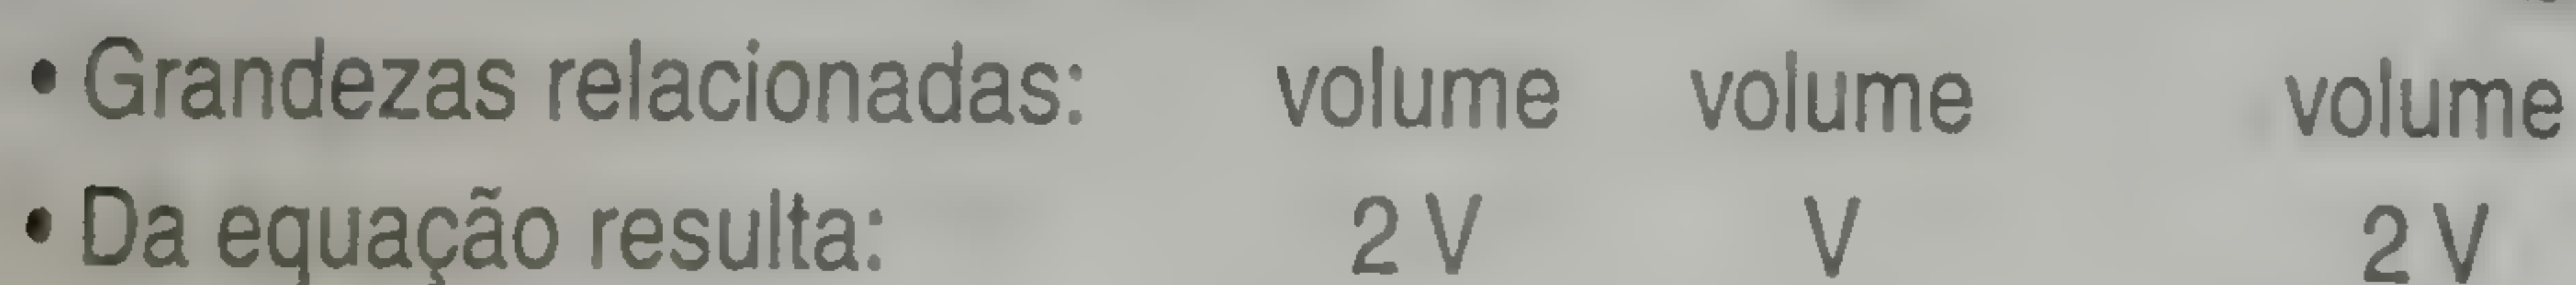 • Grandezas relacionadas: volume volume volume
• Da equação resulta: 2 V V 2 V